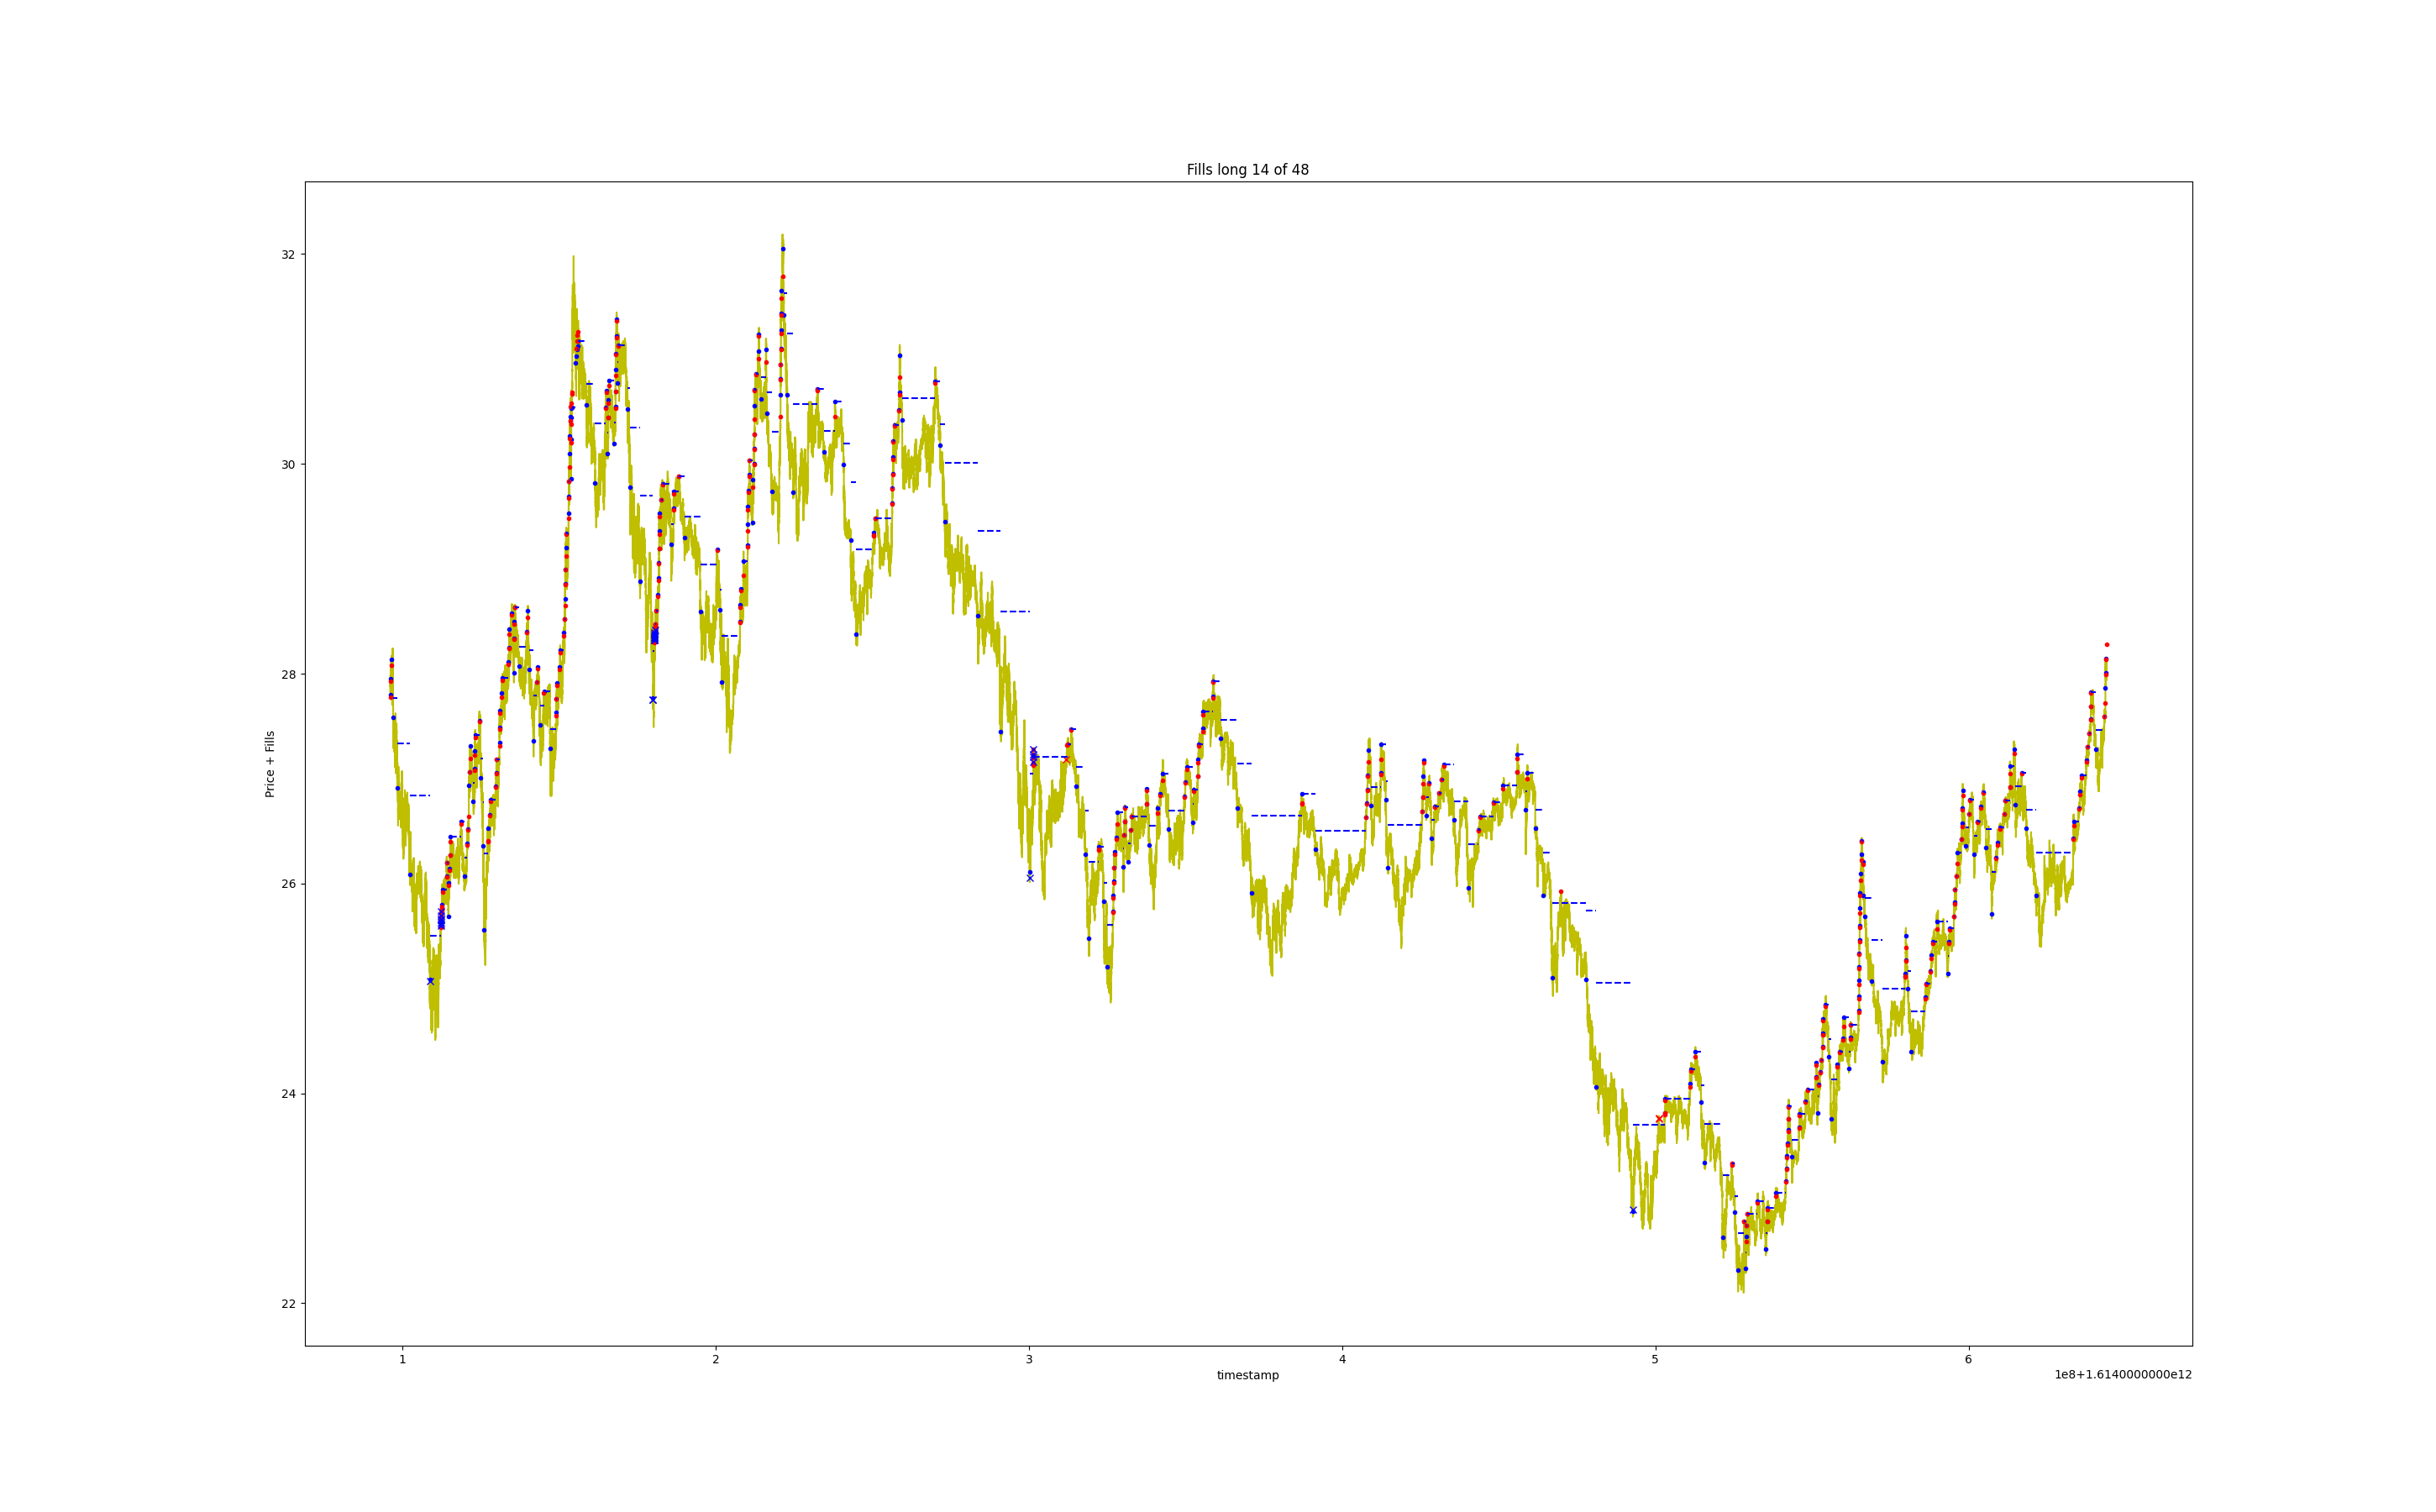 Fills long 14 of 48
Price + Fills
32
30
28
26
24
22
1 2 3 4 5 6
timestamp
1e8+1.6140000000e12